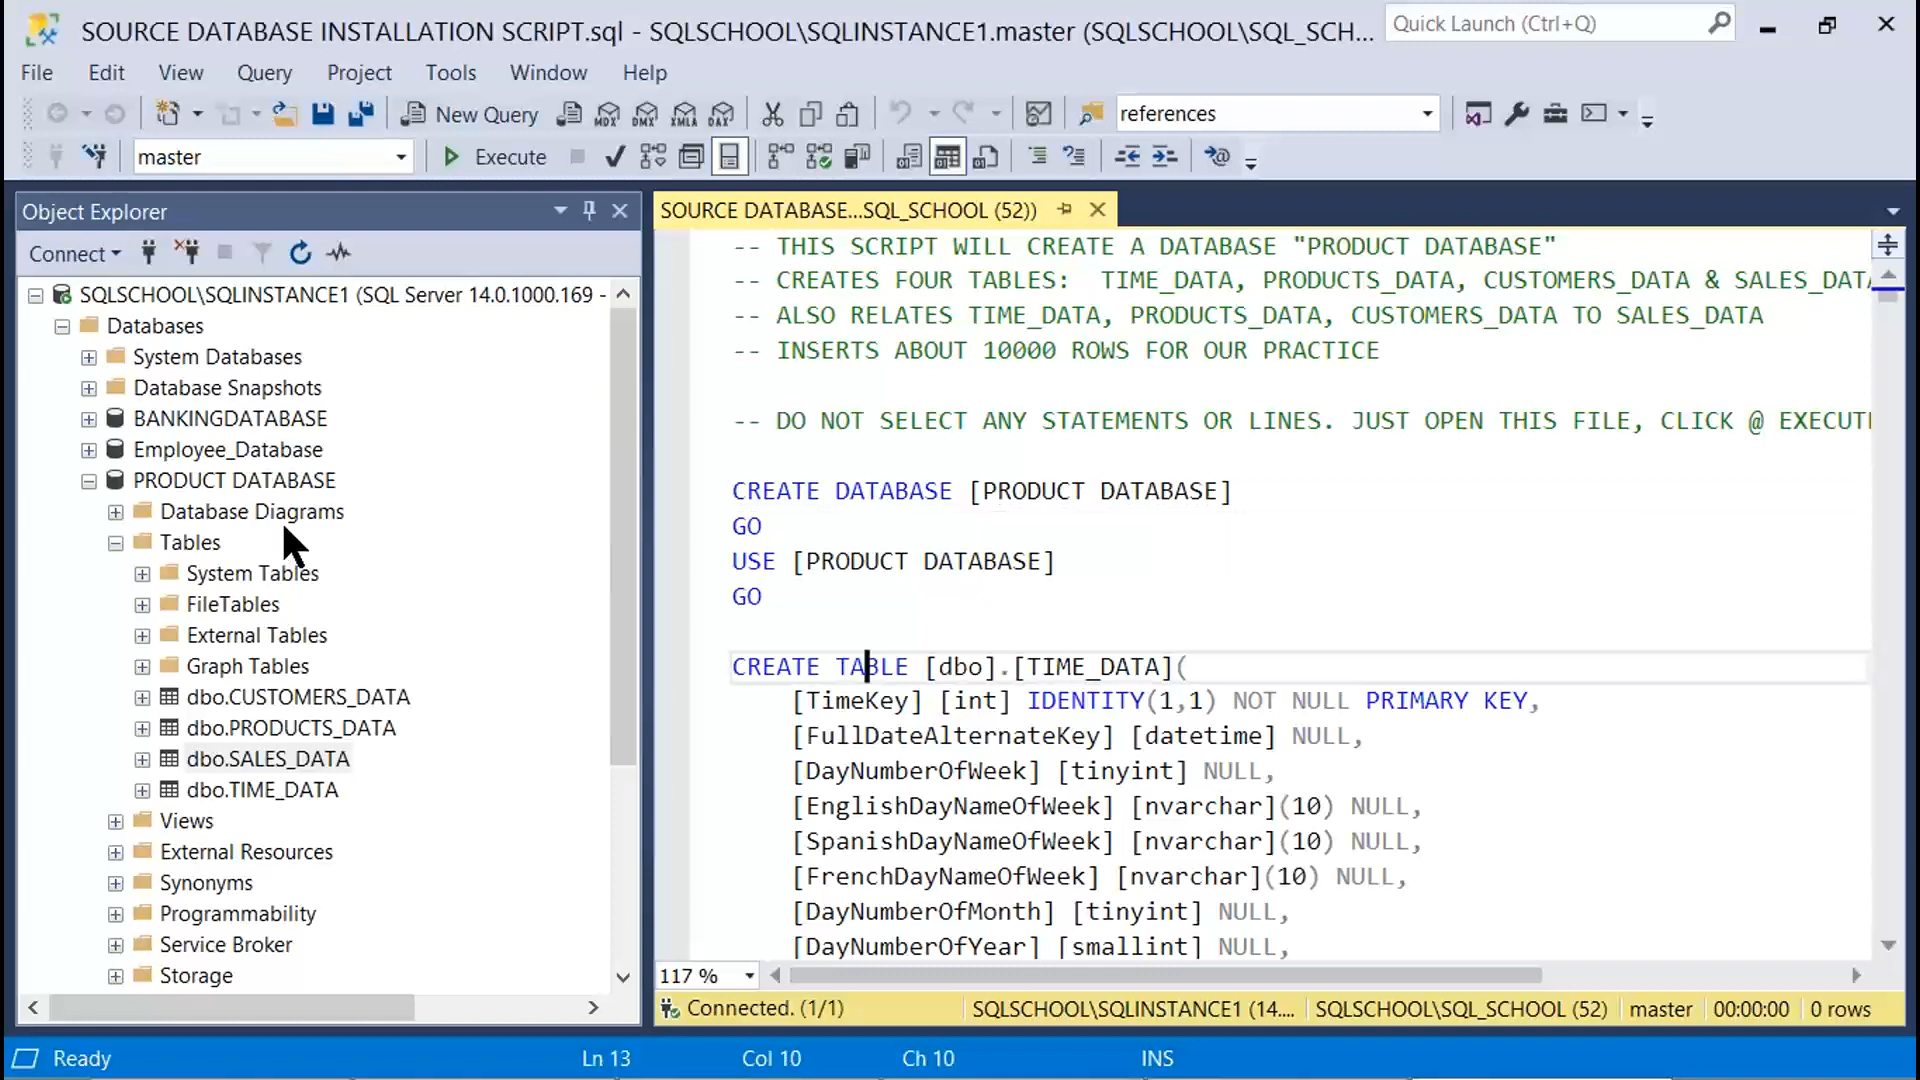 SOURCE DATABASE INSTALLATION SCRIPT.sql - SQLSCHOOL\SQLINSTANCE1.master (SQLSCHOOL\SQL_SCH...
Quick Launch (Ctrl+Q)
File Edit View Query Project Tools Window Help
New Query MDX DMX XMLA DAX references
master Execute
Object Explorer
Connect
SQLSCHOOL\SQLINSTANCE1 (SQL Server 14.0.1000.169 -
Databases
System Databases
Database Snapshots
BANKINGDATABASE
Employee_Database
PRODUCT DATABASE
Database Diagrams
Tables
System Tables
FileTables
External Tables
Graph Tables
dbo.CUSTOMERS_DATA
dbo.PRODUCTS_DATA
dbo.SALES_DATA
dbo.TIME_DATA
Views
External Resources
Synonyms
Programmability
Service Broker
Storage
SOURCE DATABASE...SQL_SCHOOL (52))
-- THIS SCRIPT WILL CREATE A DATABASE "PRODUCT DATABASE"
-- CREATES FOUR TABLES:  TIME_DATA, PRODUCTS_DATA, CUSTOMERS_DATA & SALES_DATA
-- ALSO RELATES TIME_DATA, PRODUCTS_DATA, CUSTOMERS_DATA TO SALES_DATA
-- INSERTS ABOUT 10000 ROWS FOR OUR PRACTICE
-- DO NOT SELECT ANY STATEMENTS OR LINES. JUST OPEN THIS FILE, CLICK @ EXECUT
CREATE DATABASE [PRODUCT DATABASE]
GO
USE [PRODUCT DATABASE]
GO
CREATE TABLE [dbo].[TIME_DATA](
[TimeKey] [int] IDENTITY(1,1) NOT NULL PRIMARY KEY,
[FullDateAlternateKey] [datetime] NULL,
[DayNumberOfWeek] [tinyint] NULL,
[EnglishDayNameOfWeek] [nvarchar](10) NULL,
[SpanishDayNameOfWeek] [nvarchar](10) NULL,
[FrenchDayNameOfWeek] [nvarchar](10) NULL,
[DayNumberOfMonth] [tinyint] NULL,
[DayNumberOfYear] [smallint] NULL,
117 %
Connected. (1/1) SQLSCHOOL\SQLINSTANCE1 (14.... SQLSCHOOL\SQL_SCHOOL (52) master 00:00:00 0 rows
Ready Ln 13 Col 10 Ch 10 INS